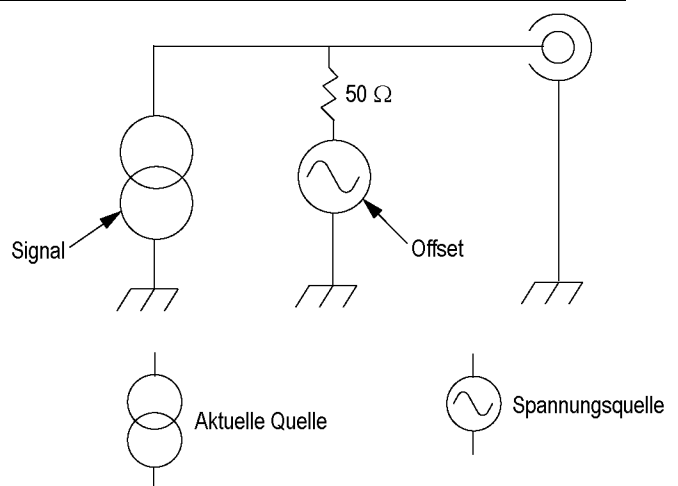 50 Ω
Signal
Offset
Aktuelle Quelle
Spannungsquelle